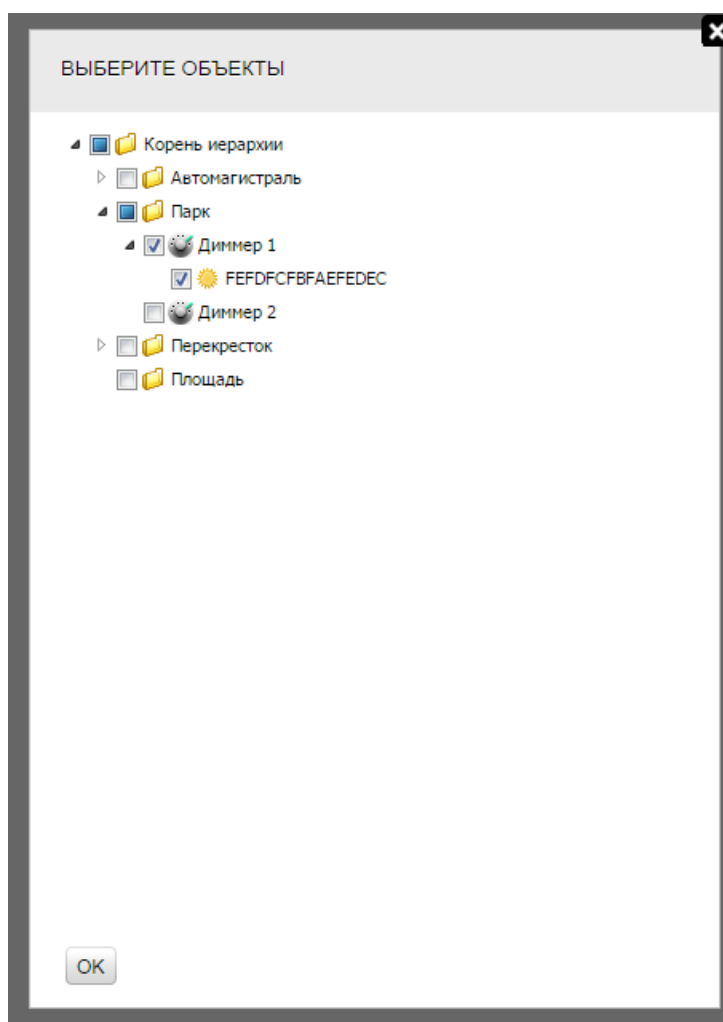 ВЫБЕРИТЕ ОБЪЕКТЫ
Корень иерархии
Автомагистраль
Парк
Диммер 1
FEFDFCFBFAEFEDEC
Диммер 2
Перекресток
Площадь
OK